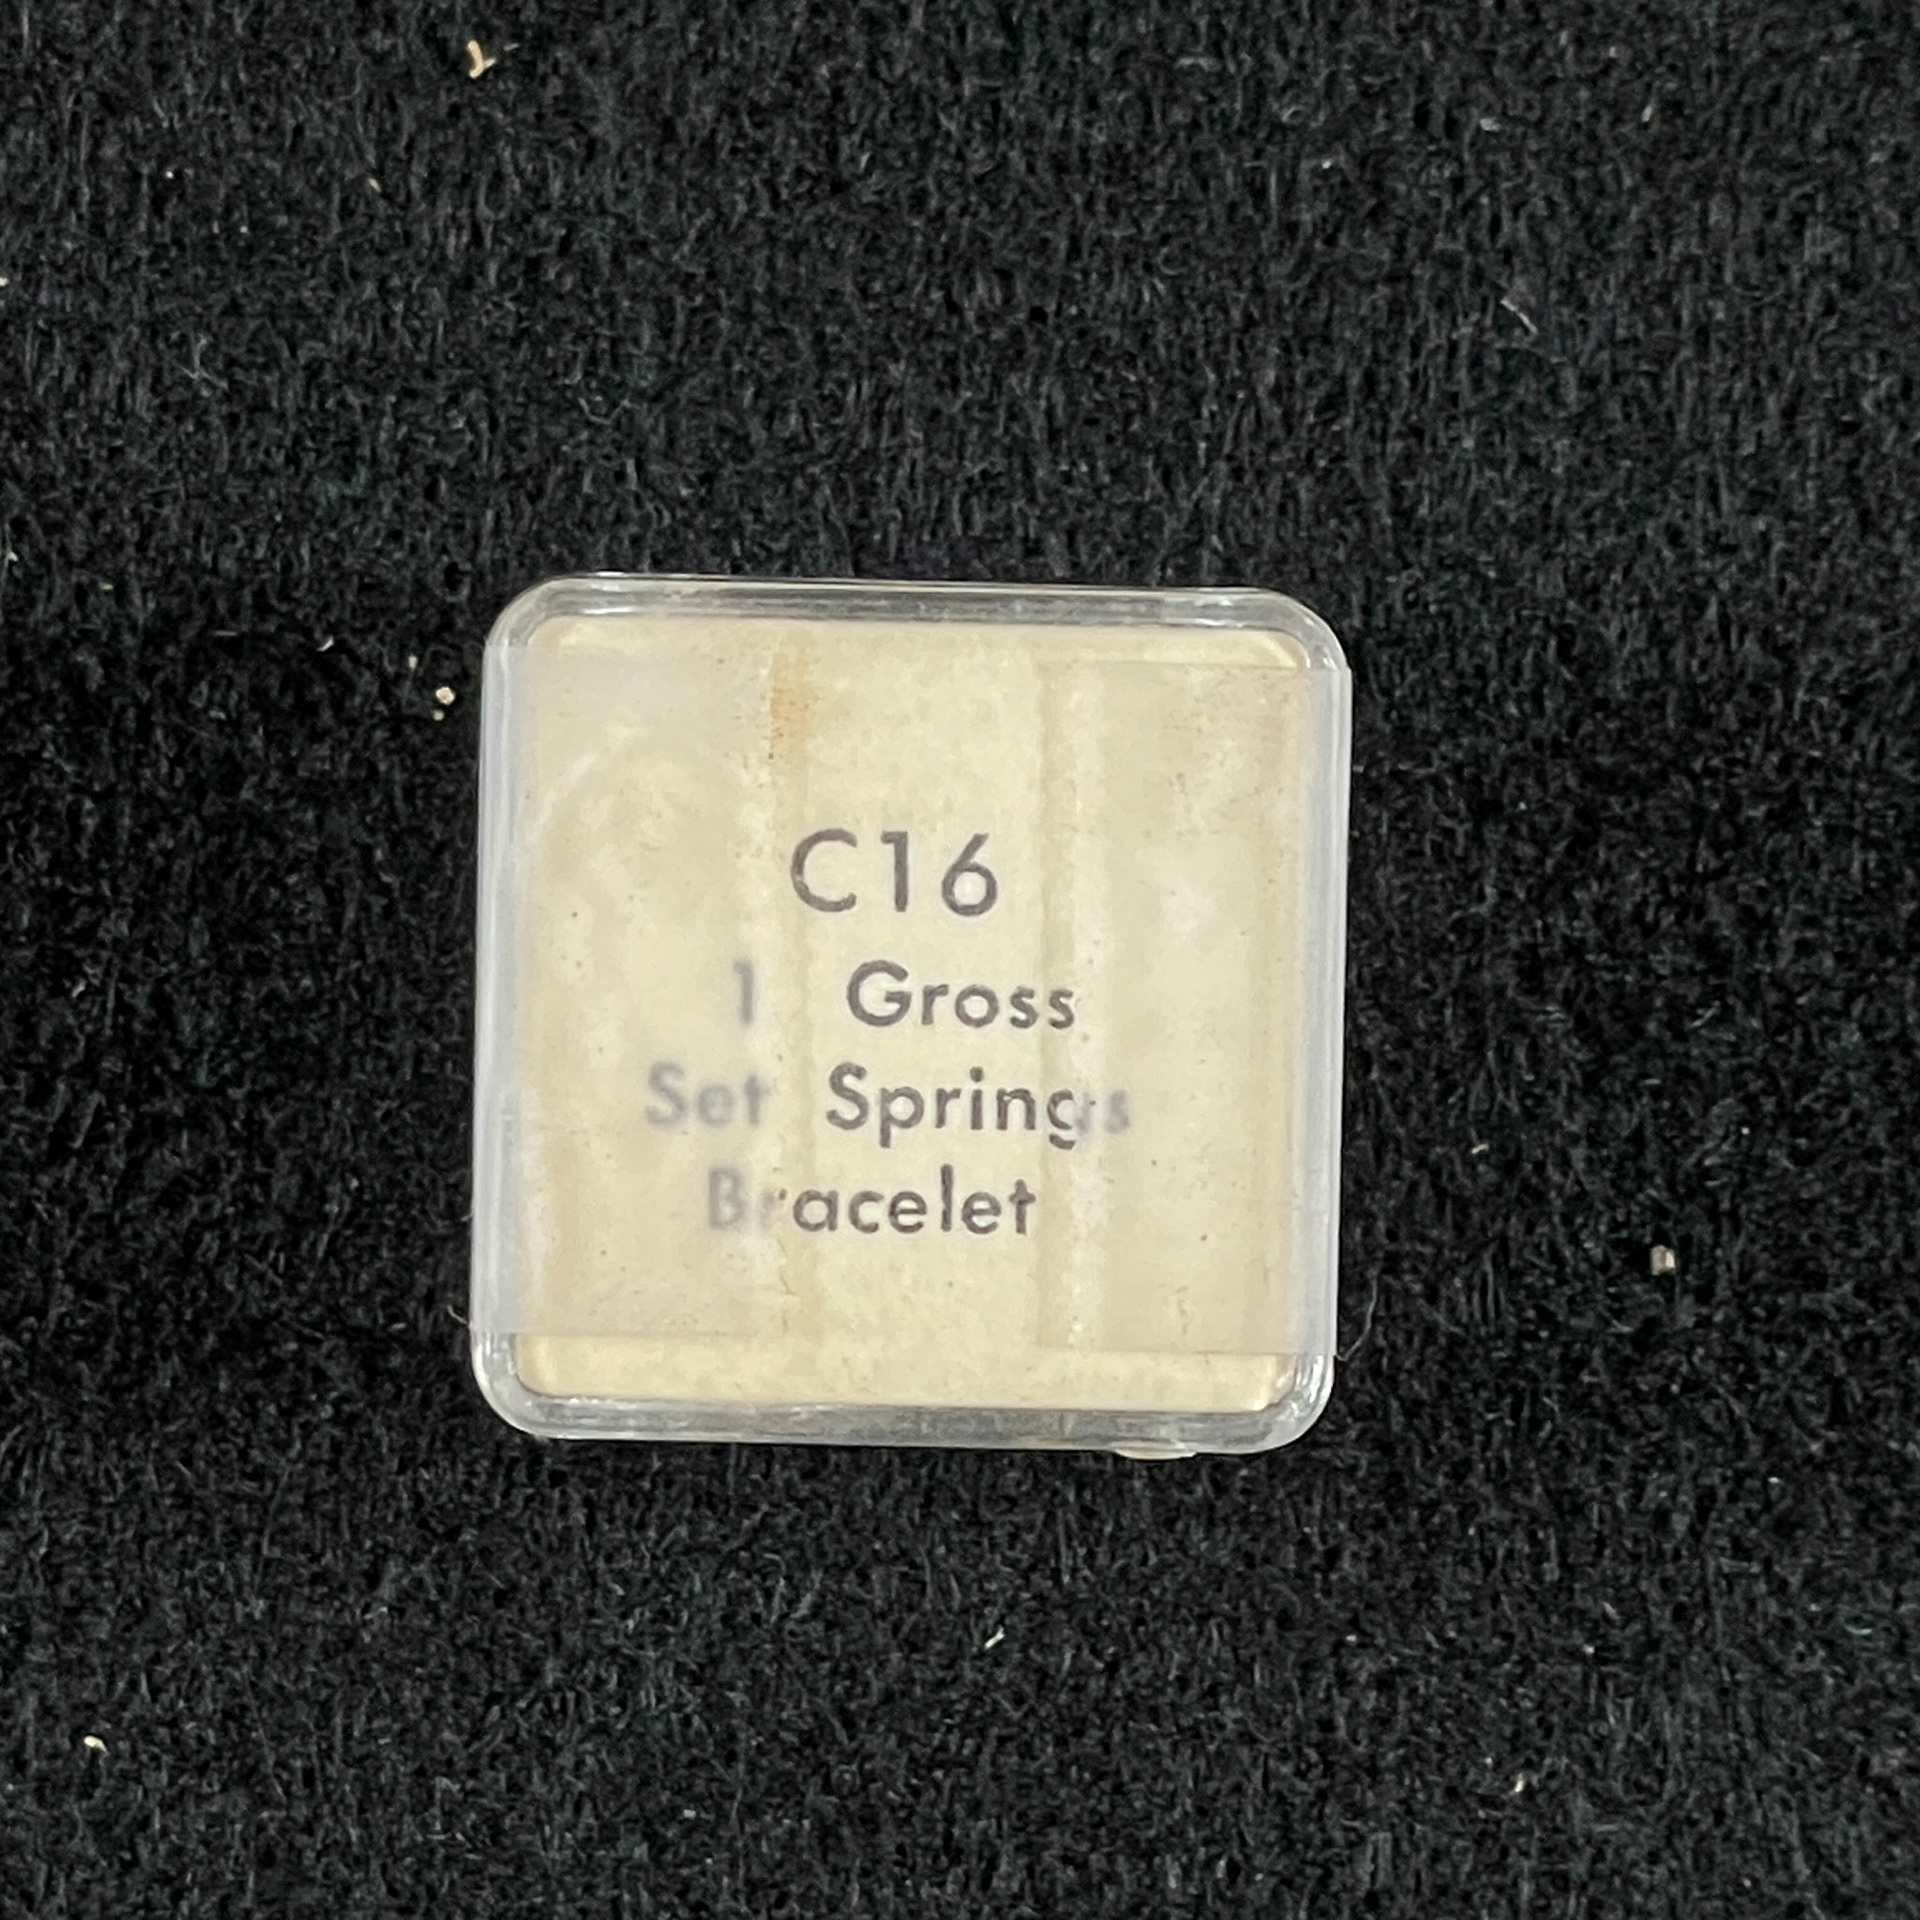 C16
1 Gross
Set Springs
Bracelet